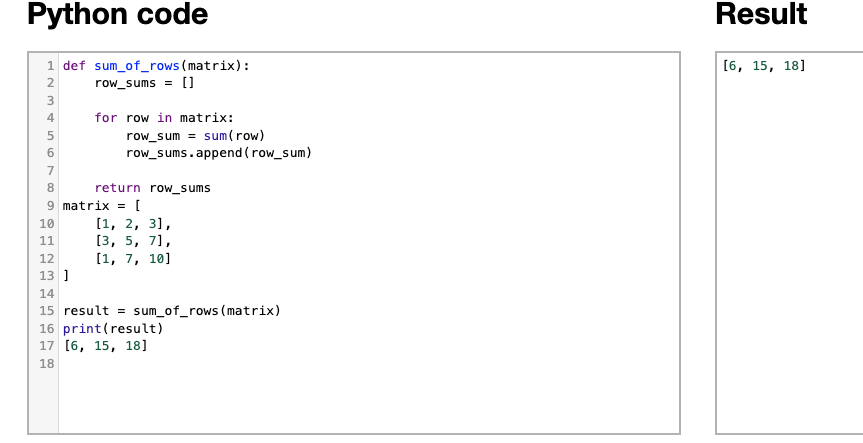 Python code
Result
1 def sum_of_rows(matrix):
2     row_sums = []
3
4     for row in matrix:
5         row_sum = sum(row)
6         row_sums.append(row_sum)
7
8     return row_sums
9 matrix = [
10     [1, 2, 3],
11     [3, 5, 7],
12     [1, 7, 10]
13 ]
14
15 result = sum_of_rows(matrix)
16 print(result)
17 [6, 15, 18]
18
[6, 15, 18]